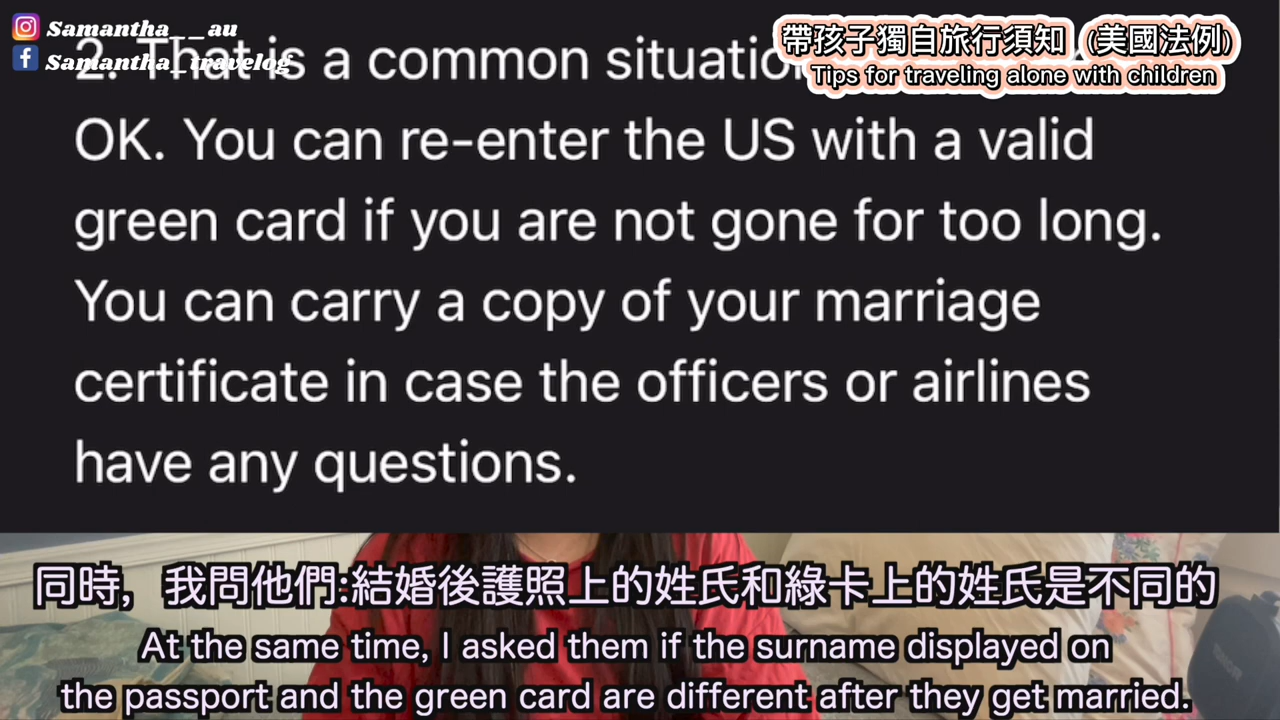 Samantha__au
Samantha_travelog
帶孩子獨自旅行須知（美國法例）
Tips for traveling alone with children
2. That is a common situatio
OK. You can re-enter the US with a valid
green card if you are not gone for too long.
You can carry a copy of your marriage
certificate in case the officers or airlines
have any questions.
同時，我問他們:結婚後護照上的姓氏和綠卡上的姓氏是不同的
At the same time, I asked them if the surname displayed on
the passport and the green card are different after they get married.